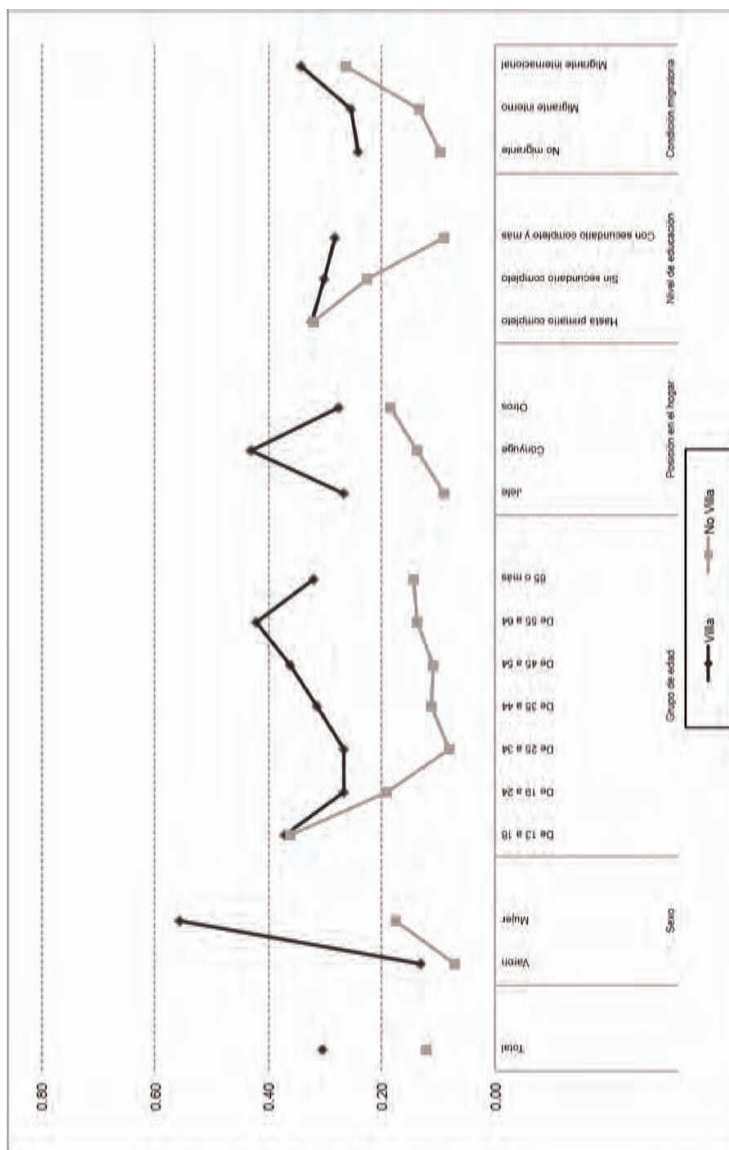 0.80
0.60
0.40
0.20
0.00
Total
Varon
Mujer
De 13 a 18
De 19 a 24
De 25 a 34
De 35 a 44
De 45 a 54
De 55 a 64
65 o más
Jefe
Cónyuge
Otros
Hasta primario completo
Sin secundario completo
Con secundario completo y más
No migrante
Migrante interno
Migrante internacional
Sexo
Grupo de edad
Posición en el hogar
Nivel de educación
Condición migratoria
Villa
No Villa